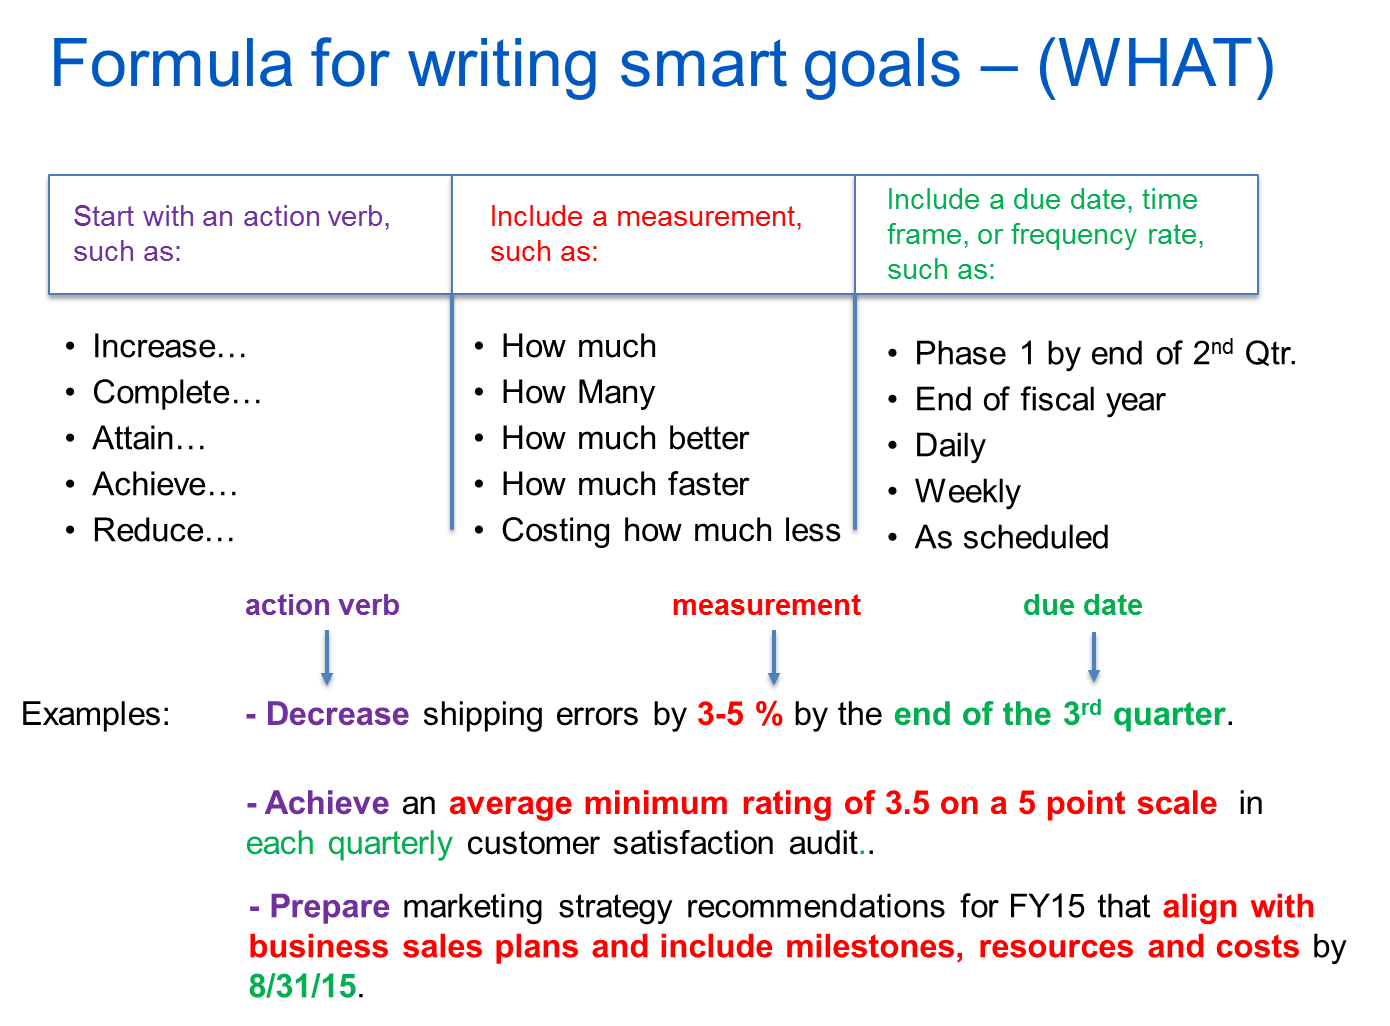 Formula for writing smart goals – (WHAT)
Start with an action verb,
such as:
Include a measurement,
such as:
Include a due date, time
frame, or frequency rate,
such as:
• Increase…
• Complete…
• Attain…
• Achieve…
• Reduce…
• How much
• How Many
• How much better
• How much faster
• Costing how much less
• Phase 1 by end of 2nd Qtr.
• End of fiscal year
• Daily
• Weekly
• As scheduled
action verb
measurement
due date
Examples:
- Decrease shipping errors by 3-5 % by the end of the 3rd quarter.
- Achieve an average minimum rating of 3.5 on a 5 point scale in
each quarterly customer satisfaction audit..
- Prepare marketing strategy recommendations for FY15 that align with
business sales plans and include milestones, resources and costs by
8/31/15.